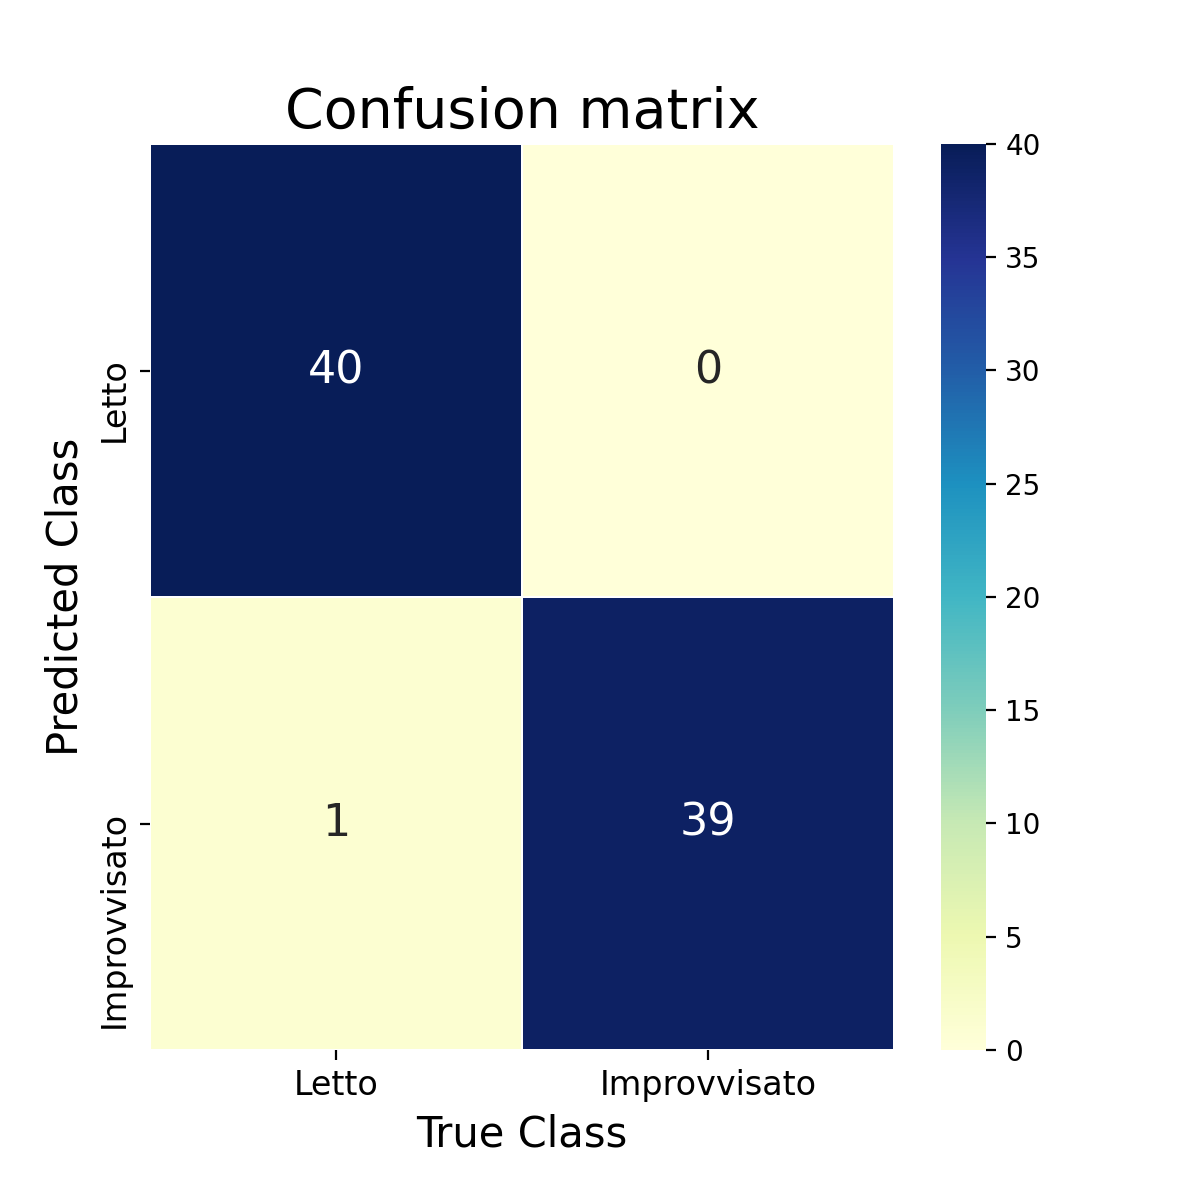 Confusion matrix
40
0
1
39
Letto
Improvvisato
Predicted Class
Letto
Improvvisato
True Class
40
35
30
25
20
15
10
5
0